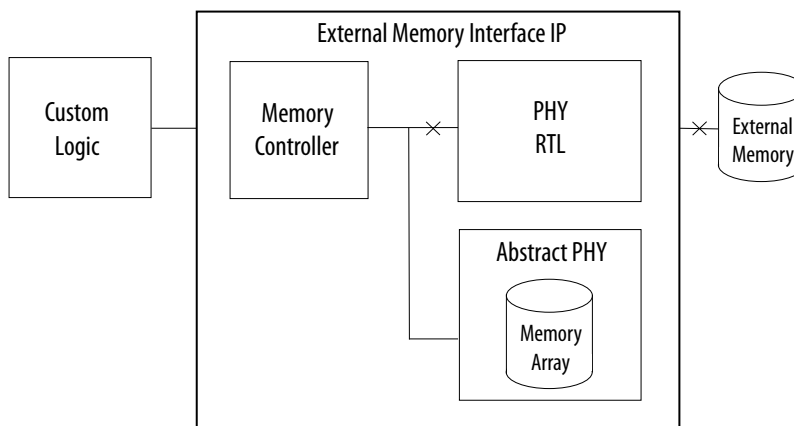 External Memory Interface IP
Custom
Logic
Memory
Controller
PHY
RTL
External
Memory
Abstract PHY
Memory
Array